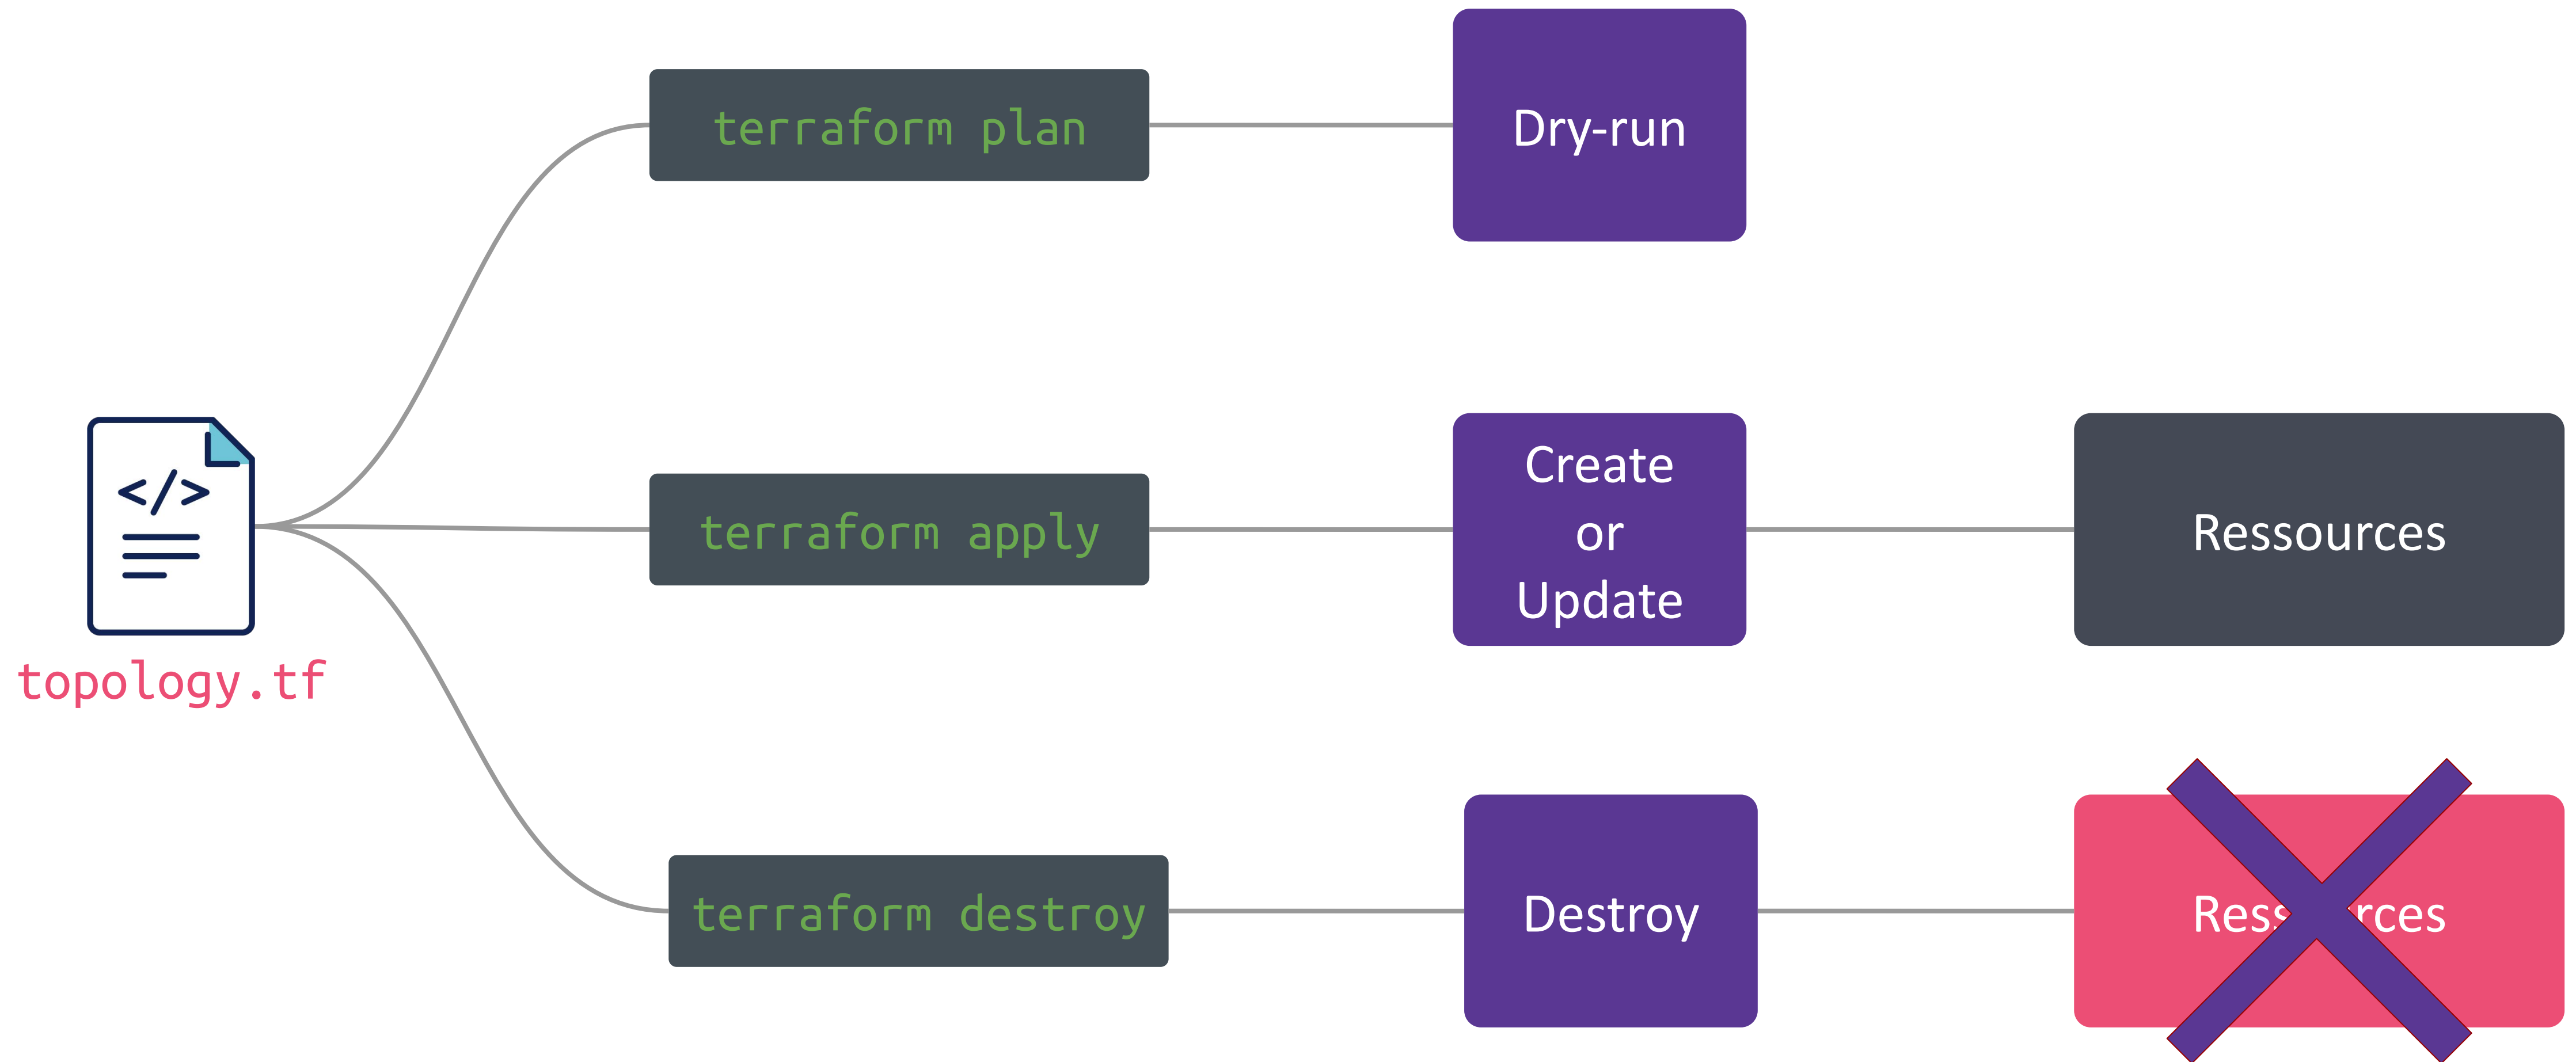 terraform plan
Dry-run
</>
topology.tf
terraform apply
Create
or
Update
Ressources
terraform destroy
Destroy